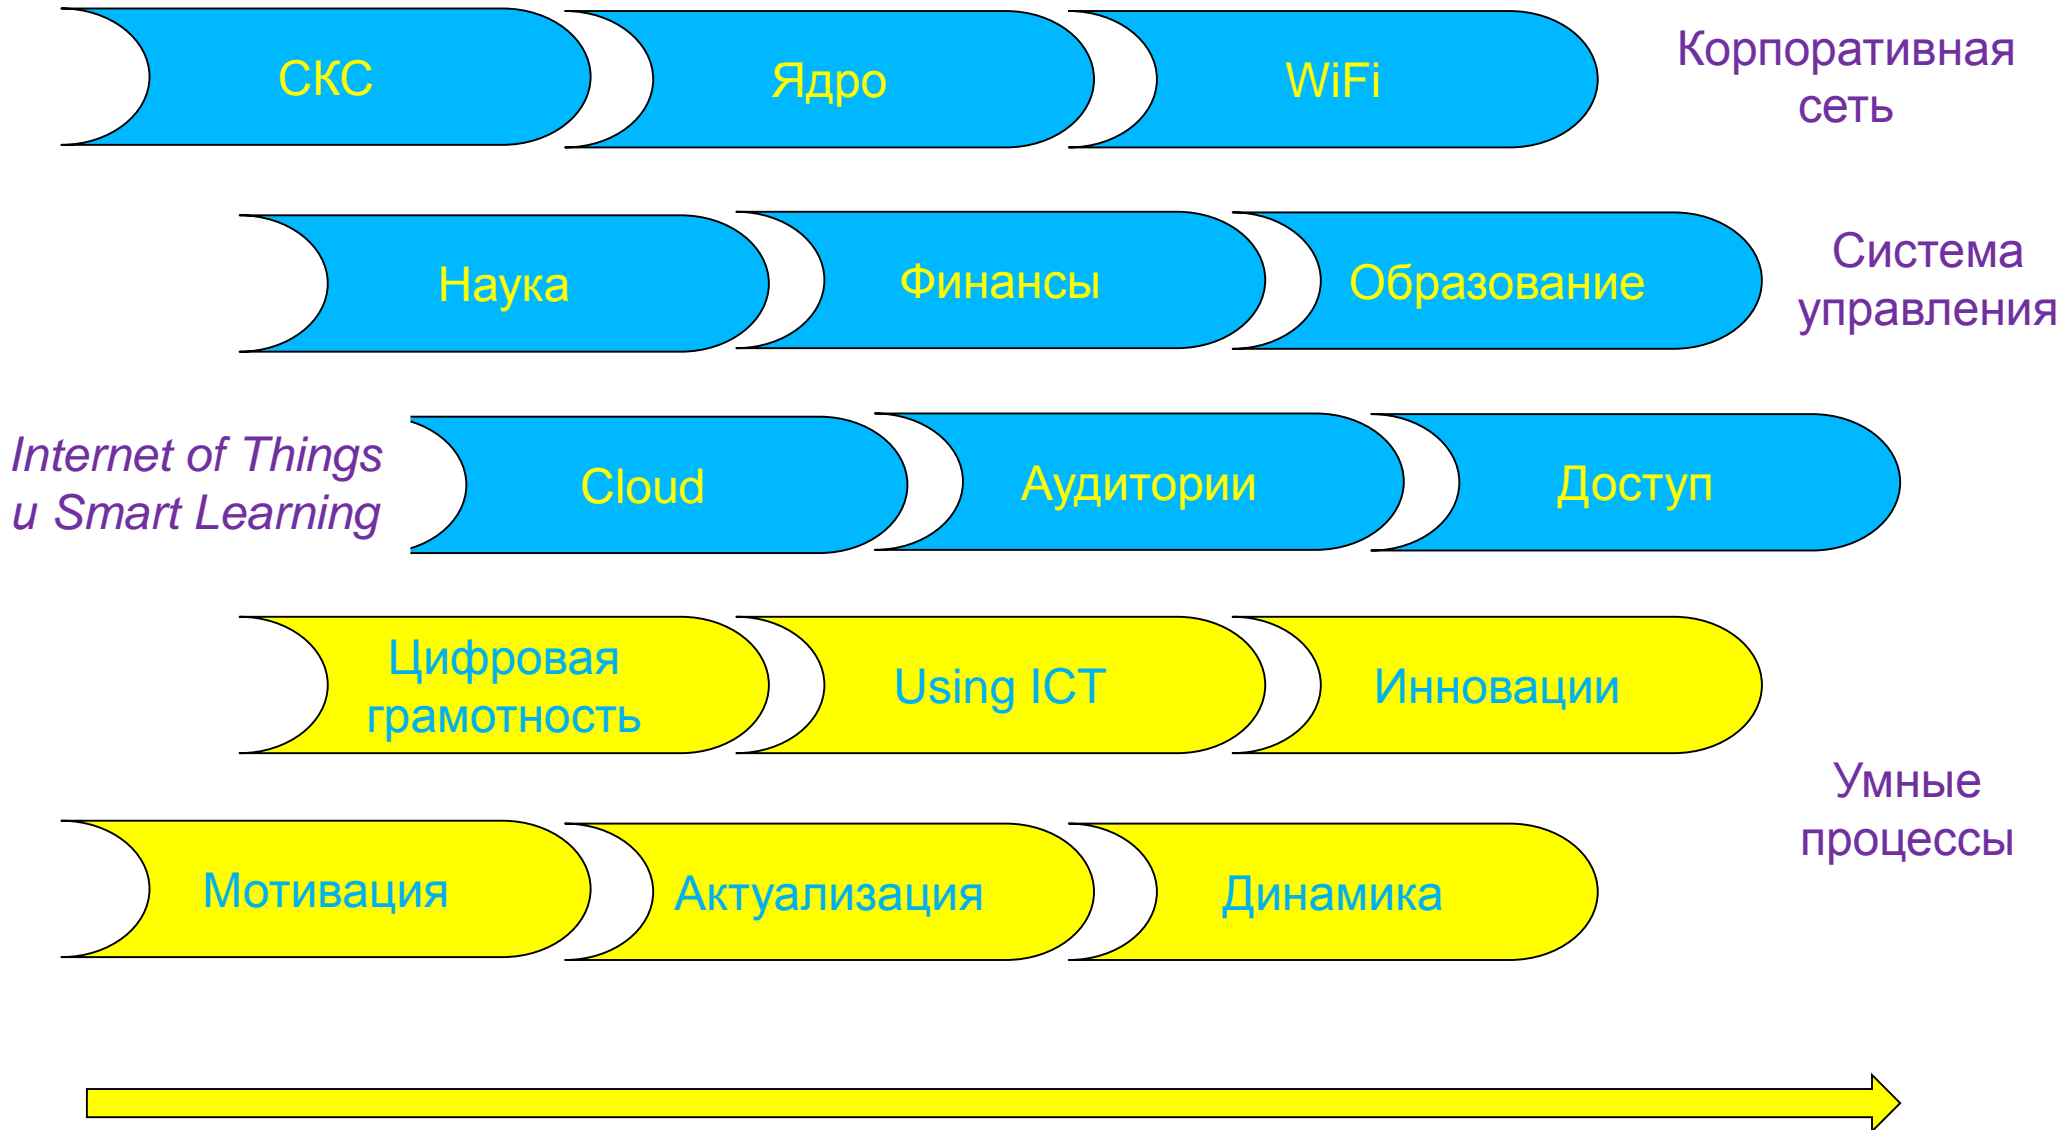 СКС
Ядро
WiFi
Корпоративная
сеть
Наука
Финансы
Образование
Система
управления
Internet of Things
и Smart Learning
Cloud
Аудитории
Доступ
Цифровая
грамотность
Using ICT
Инновации
Мотивация
Актуализация
Динамика
Умные
процессы